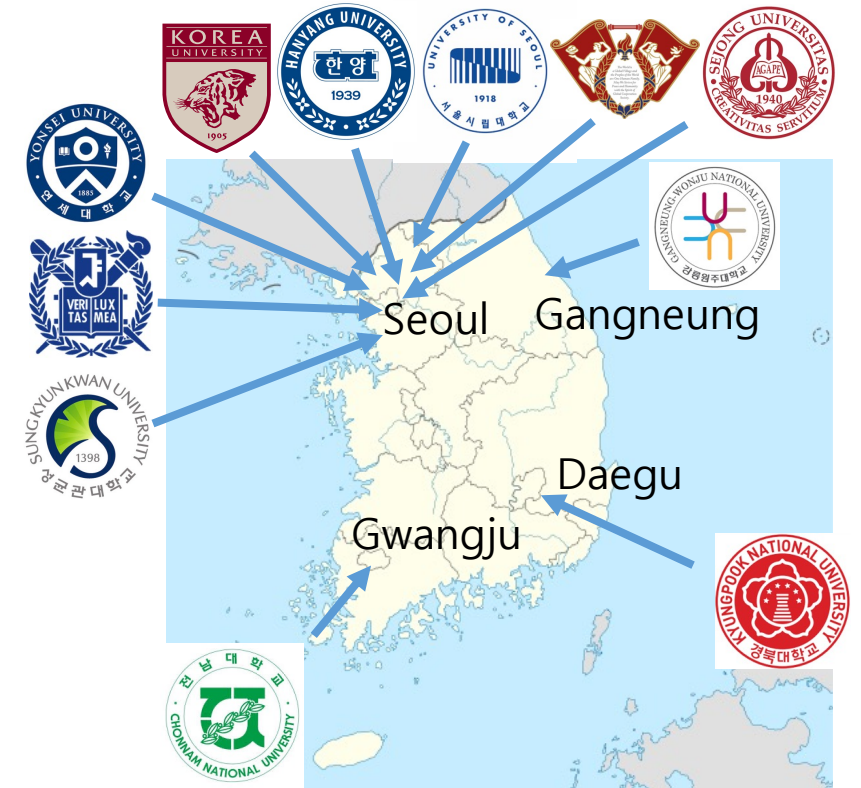 KOREA
UNIVERSITY
1905
HANYANG UNIVERSITY
한양
1939
UNIVERSITY OF SEOUL
1918
서울시립대학교
SEJONG UNIVERSITAS
AGAPE
1940
CREATIVITAS SERVITIUM
YONSEI UNIVERSITY
1885
연세대학교
VERI LUX
TAS MEA
SUNGKYUNKWAN UNIVERSITY
1398
성균관대학교
GANGNEUNG-WONJU NATIONAL UNIVERSITY
강릉원주대학교
Seoul
Gangneung
Daegu
Gwangju
KYUNGPOOK NATIONAL UNIVERSITY
경북대학교
전남대학교
CHONNAM NATIONAL UNIVERSITY